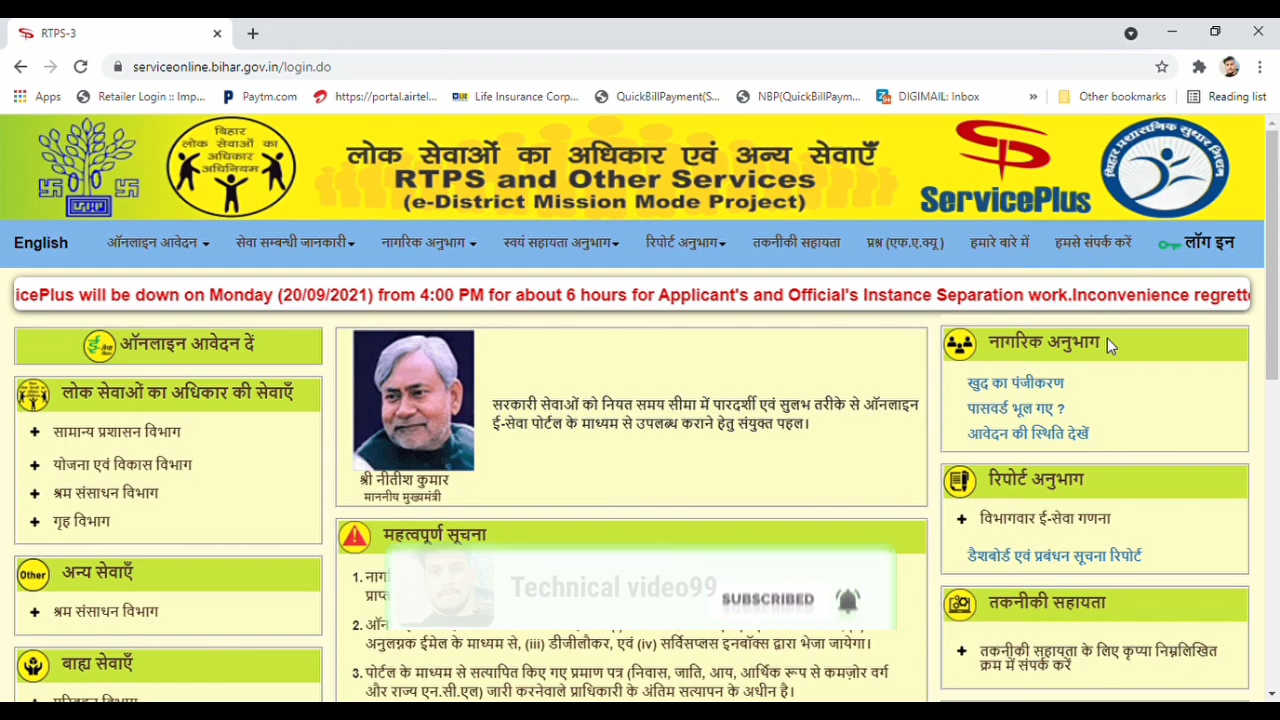 RTPS-3
serviceonline.bihar.gov.in/login.do
Apps Retailer Login :: Imp... Paytm.com https://portal.airtel... Life Insurance Corp... QuickBillPayment(S... NBP(QuickBillPaym... DIGIMAIL: Inbox » Other bookmarks Reading list
बिहार
लोक सेवाओं का
अधिकार
अधिनियम
लोक सेवाओं का अधिकार एवं अन्य सेवाएँ
RTPS and Other Services
(e-District Mission Mode Project)
ServicePlus
बिहार प्रशासनिक सुधार मिशन
English ऑनलाइन आवेदन सेवा सम्बन्धी जानकारी नागरिक अनुभाग स्वयं सहायता अनुभाग रिपोर्ट अनुभाग तकनीकी सहायता प्रश्न (एफ.ए.क्यू) हमारे बारे में हमसे संपर्क करें लॉग इन
icePlus will be down on Monday (20/09/2021) from 4:00 PM for about 6 hours for Applicant's and Official's Instance Separation work.Inconvenience regrett
ऑनलाइन आवेदन दें
लोक सेवाओं का अधिकार की सेवाएँ
सामान्य प्रशासन विभाग
योजना एवं विकास विभाग
श्रम संसाधन विभाग
गृह विभाग
Other अन्य सेवाएँ
श्रम संसाधन विभाग
बाह्य सेवाएँ
श्री नीतीश कुमार
माननीय मुख्यमंत्री
सरकारी सेवाओं को नियत समय सीमा में पारदर्शी एवं सुलभ तरीके से ऑनलाइन
ई-सेवा पोर्टल के माध्यम से उपलब्ध कराने हेतु संयुक्त पहल।
महत्वपूर्ण सूचना
1.
2.
अनुलग्नक ईमेल के माध्यम से, (iii) डीजीलौकर, एवं (iv) सर्विसप्लस इनबॉक्स द्वारा भेजा जायेगा।
3. पोर्टल के माध्यम से सत्यापित किए गए प्रमाण पत्र (निवास, जाति, आय, आर्थिक रूप से कमज़ोर वर्ग
और राज्य एन.सी.एल) जारी करनेवाले प्राधिकारी के अंतिम सत्यापन के अधीन है।
Technical video99
SUBSCRIBED
नागरिक अनुभाग
खुद का पंजीकरण
पासवर्ड भूल गए ?
आवेदन की स्थिति देखें
रिपोर्ट अनुभाग
विभागवार ई-सेवा गणना
डैशबोर्ड एवं प्रबंधन सूचना रिपोर्ट
तकनीकी सहायता
तकनीकी सहायता के लिए कृप्या निम्नलिखित
क्रम में संपर्क करें